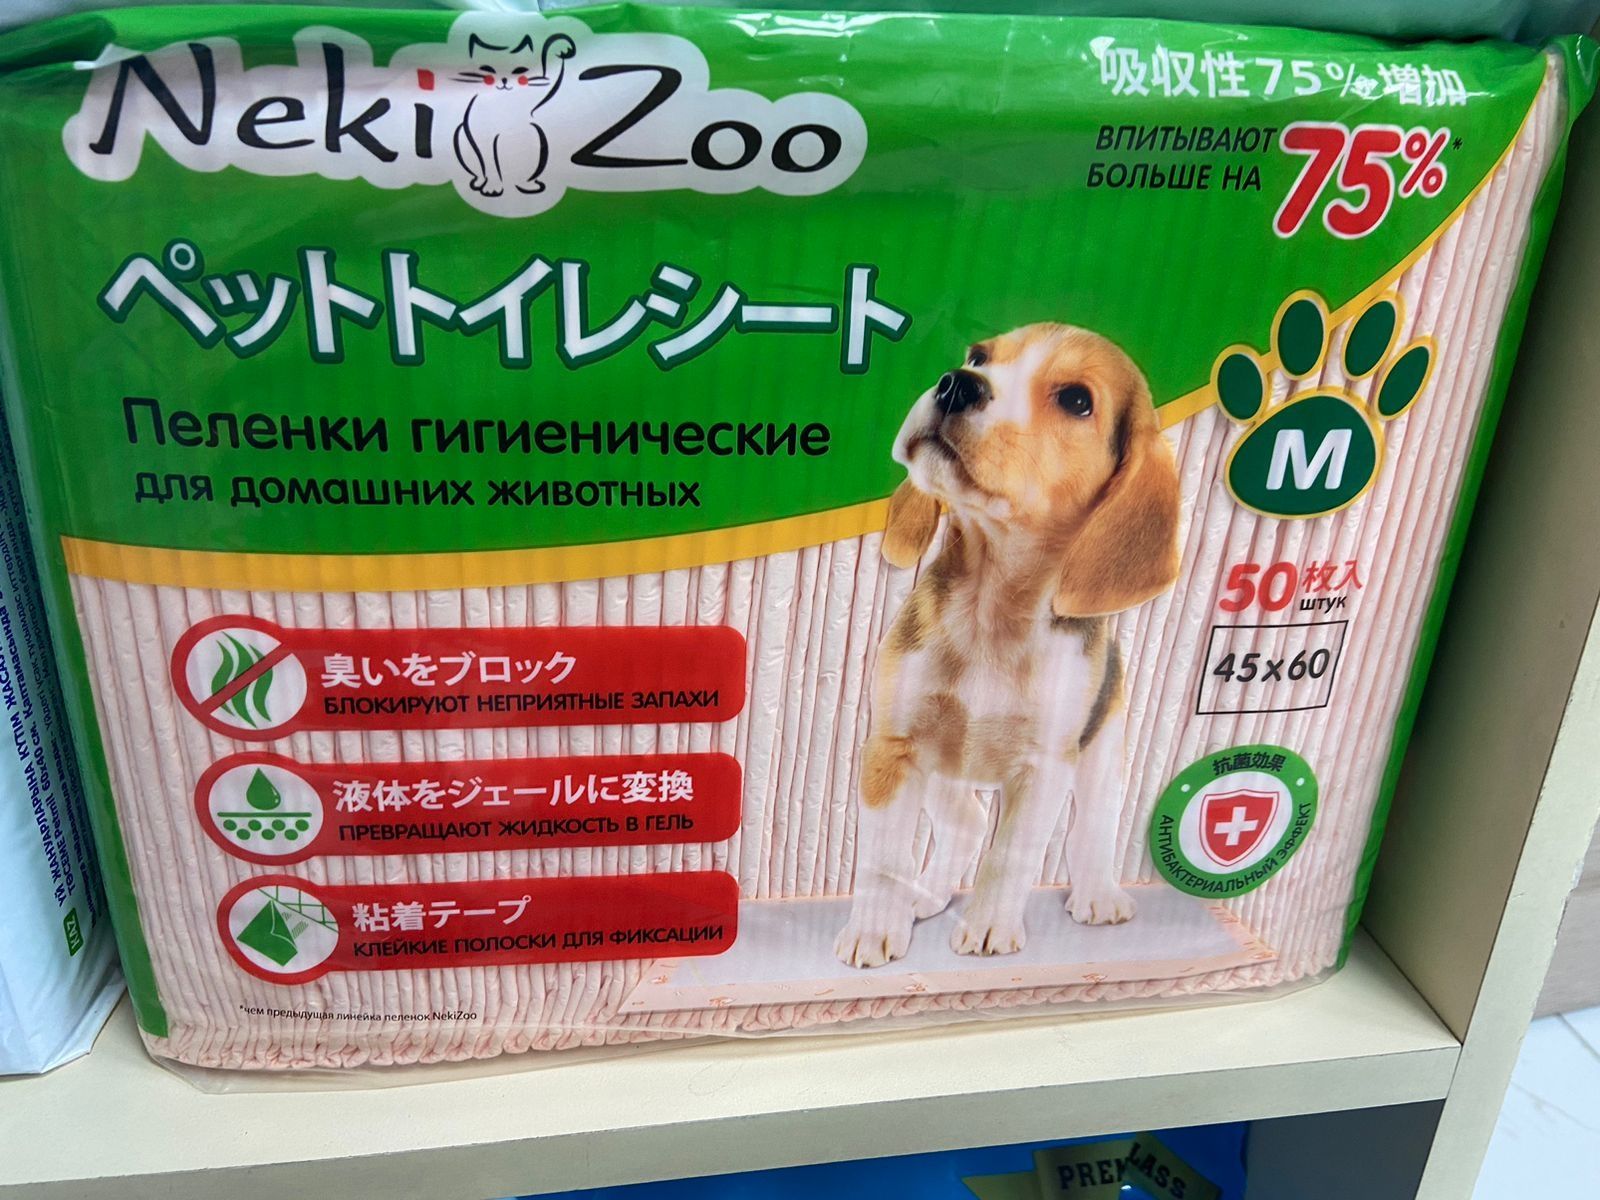 Neki Zoo
吸収性75%増加
ВПИТЫВАЮТ
БОЛЬШЕ НА 75%*
ペットトイレシート
Пеленки гигиенические
для домашних животных
M
50枚入
штук
45x60
臭いをブロック
БЛОКИРУЮТ НЕПРИЯТНЫЕ ЗАПАХИ
液体をジェールに変換
ПРЕВРАЩАЮТ ЖИДКОСТЬ В ГЕЛЬ
粘着テープ
КЛЕЙКИЕ ПОЛОСКИ ДЛЯ ФИКСАЦИИ
抗菌効果
АНТИБАКТЕРИАЛЬНЫЙ ЭФФЕКТ
*чем предыдущая линейка пеленок NekiZoo
KAZ